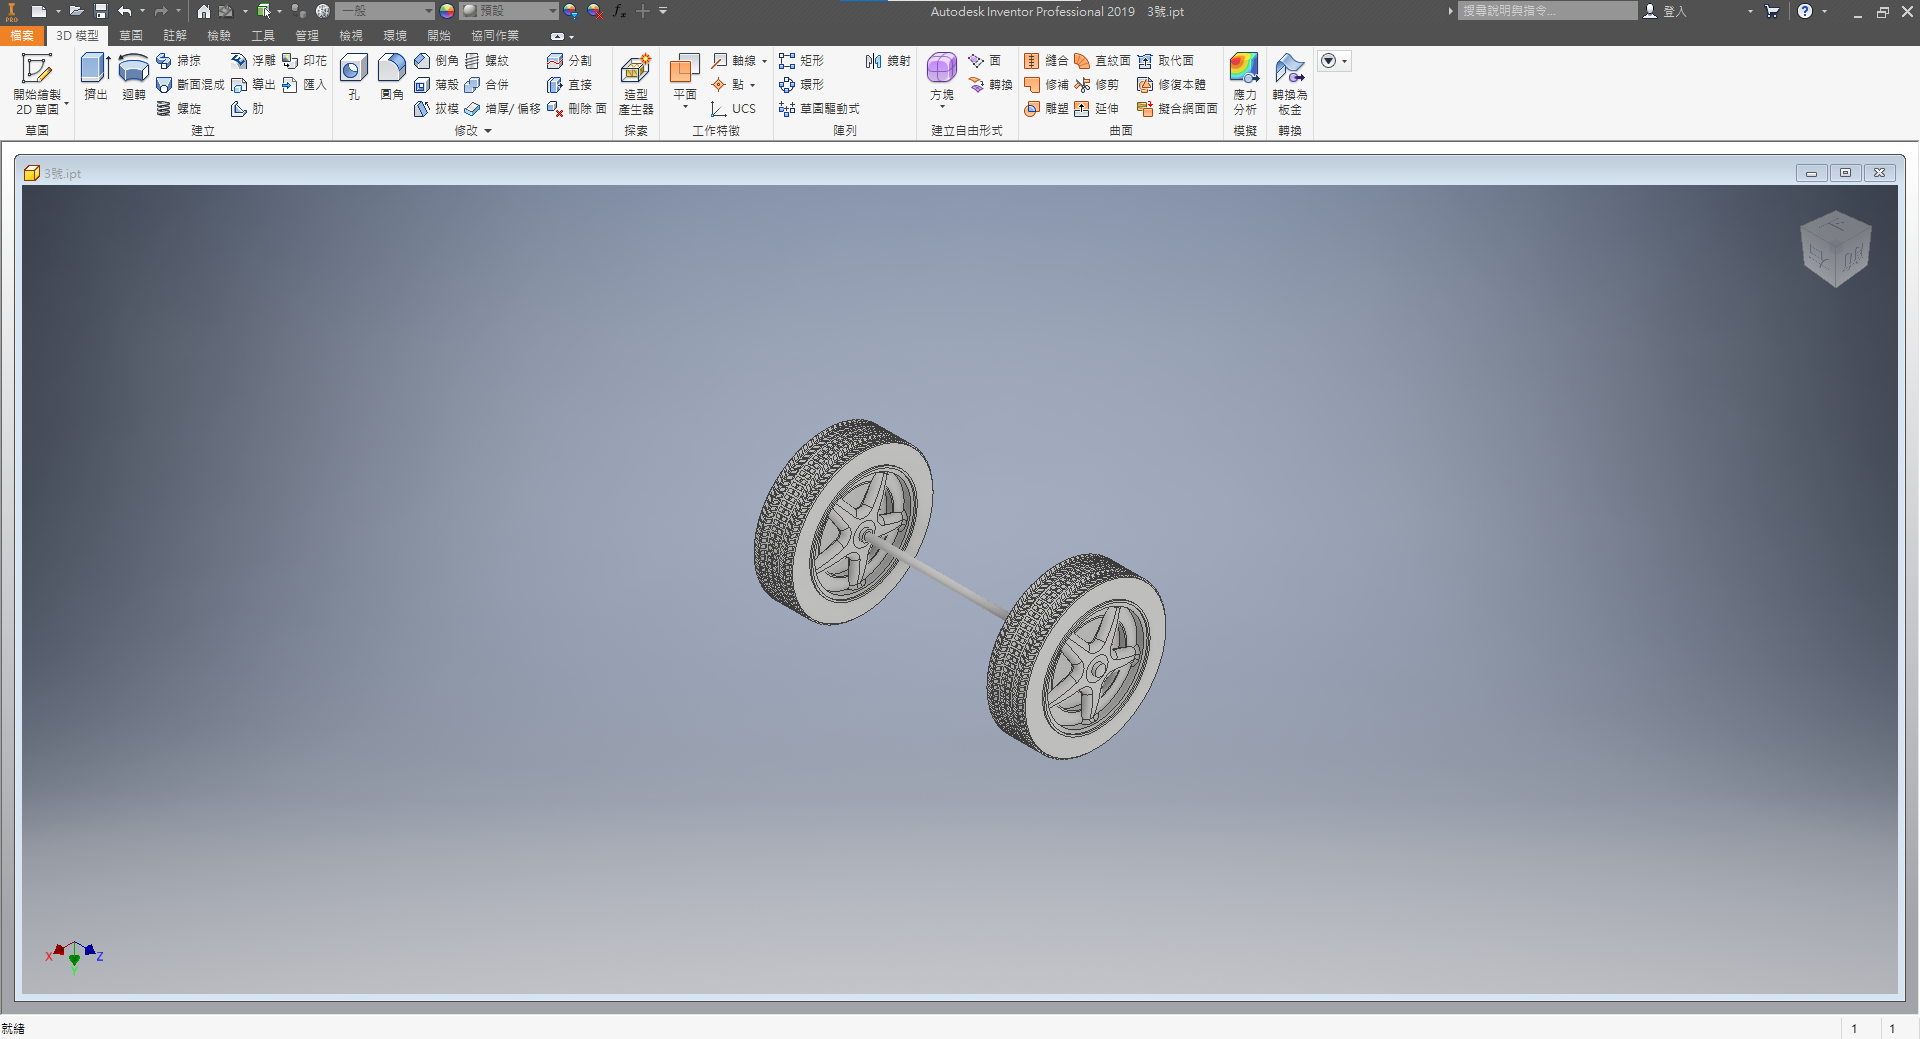 PRO 一般 預設 fx Autodesk Inventor Professional 2019 3號.ipt 搜尋說明與指令... 登入 ?
檔案 3D 模型 草圖 註解 檢驗 工具 管理 檢視 環境 開始 協同作業
開始繪製
2D 草圖
草圖
擠出 迴轉 掃掠 浮雕 印花
斷面混成 導出 匯入
螺旋 肋
建立
孔 圓角 倒角 螺紋 分割
薄殼 合併 直接
拔模 增厚/ 偏移 刪除 面
修改
造型
產生器
探索
平面 軸線
點
UCS
工作特徵
矩形 鏡射
環形
草圖驅動式
陣列
方塊 面
轉換
建立自由形式
縫合 直紋面 取代面
修補 修剪 修復本體
雕塑 延伸 擬合網面面
曲面
應力
分析
模擬
轉換為
板金
轉換
3號.ipt
X Y Z
就緒 1 1